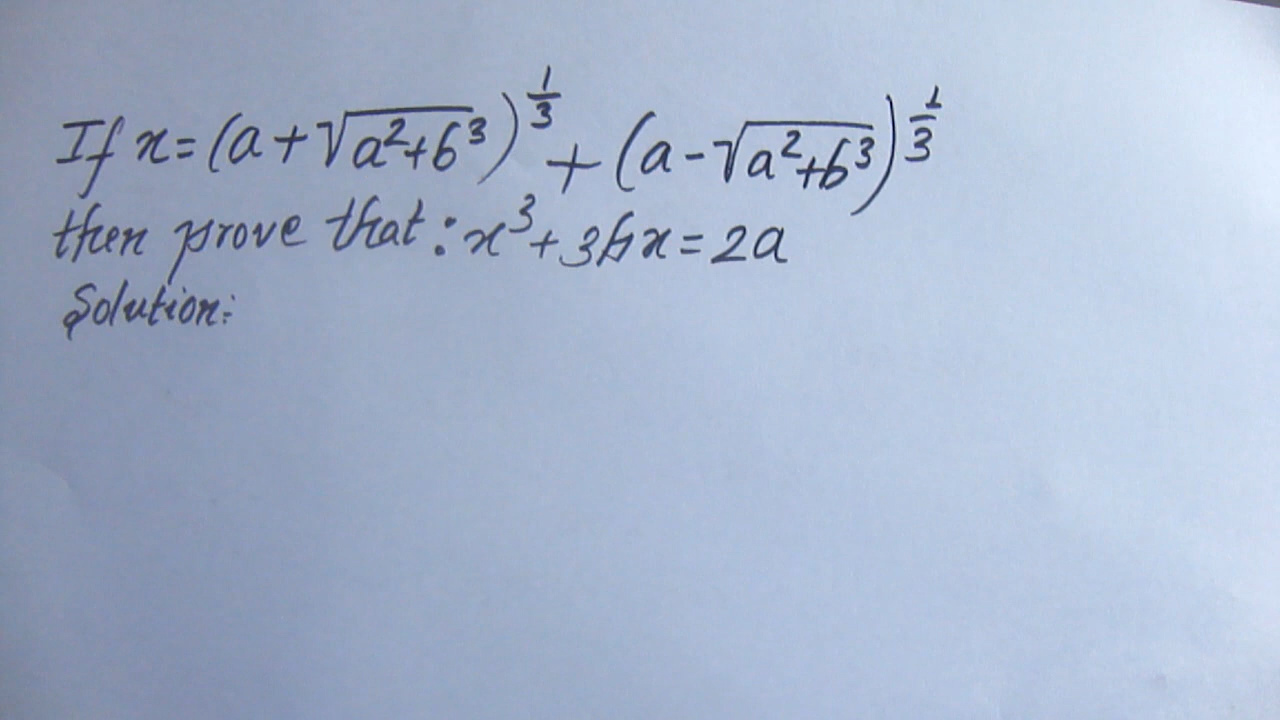 If x = (a + √(a² + b³))^(1/3) + (a - √(a² + b³))^(1/3)
then prove that : x³ + 3bx = 2a
Solution: